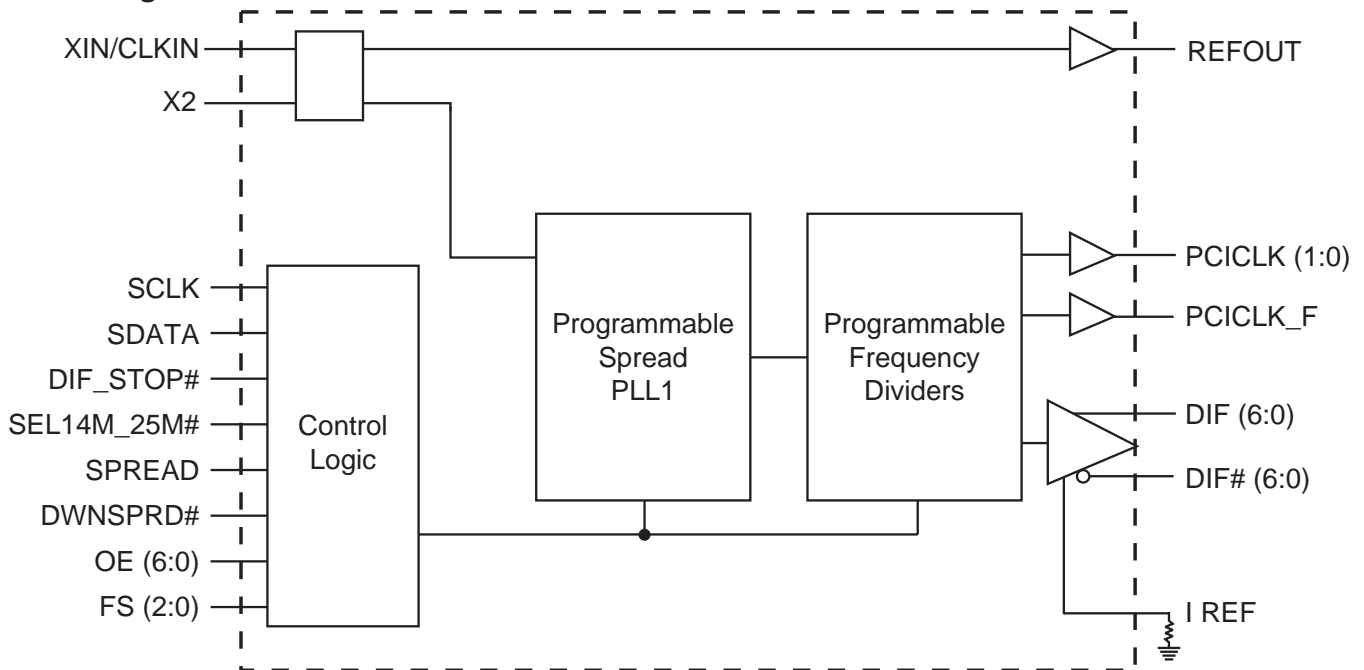 XIN/CLKIN
X2
REFOUT
SCLK
SDATA
DIF_STOP#
SEL14M_25M#
SPREAD
DWNSPRD#
OE (6:0)
FS (2:0)
Control
Logic
Programmable
Spread
PLL1
Programmable
Frequency
Dividers
PCICLK (1:0)
PCICLK_F
DIF (6:0)
DIF# (6:0)
I REF